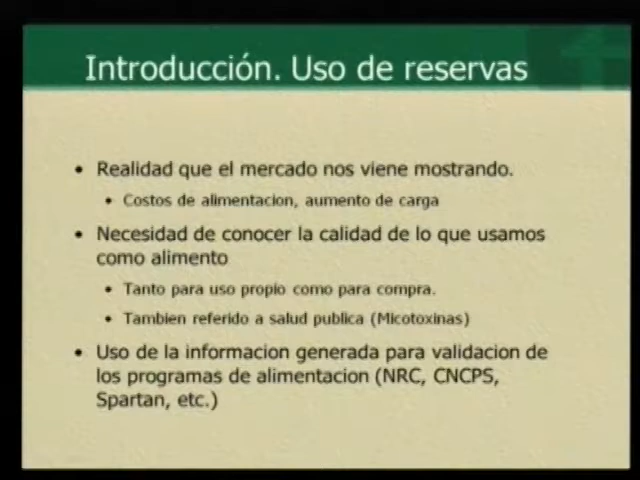 Introducción. Uso de reservas
• Realidad que el mercado nos viene mostrando.
• Costos de alimentacion, aumento de carga
• Necesidad de conocer la calidad de lo que usamos
como alimento
• Tanto para uso propio como para compra.
• Tambien referido a salud publica (Micotoxinas)
• Uso de la informacion generada para validacion de
los programas de alimentacion (NRC, CNCPS,
Spartan, etc.)